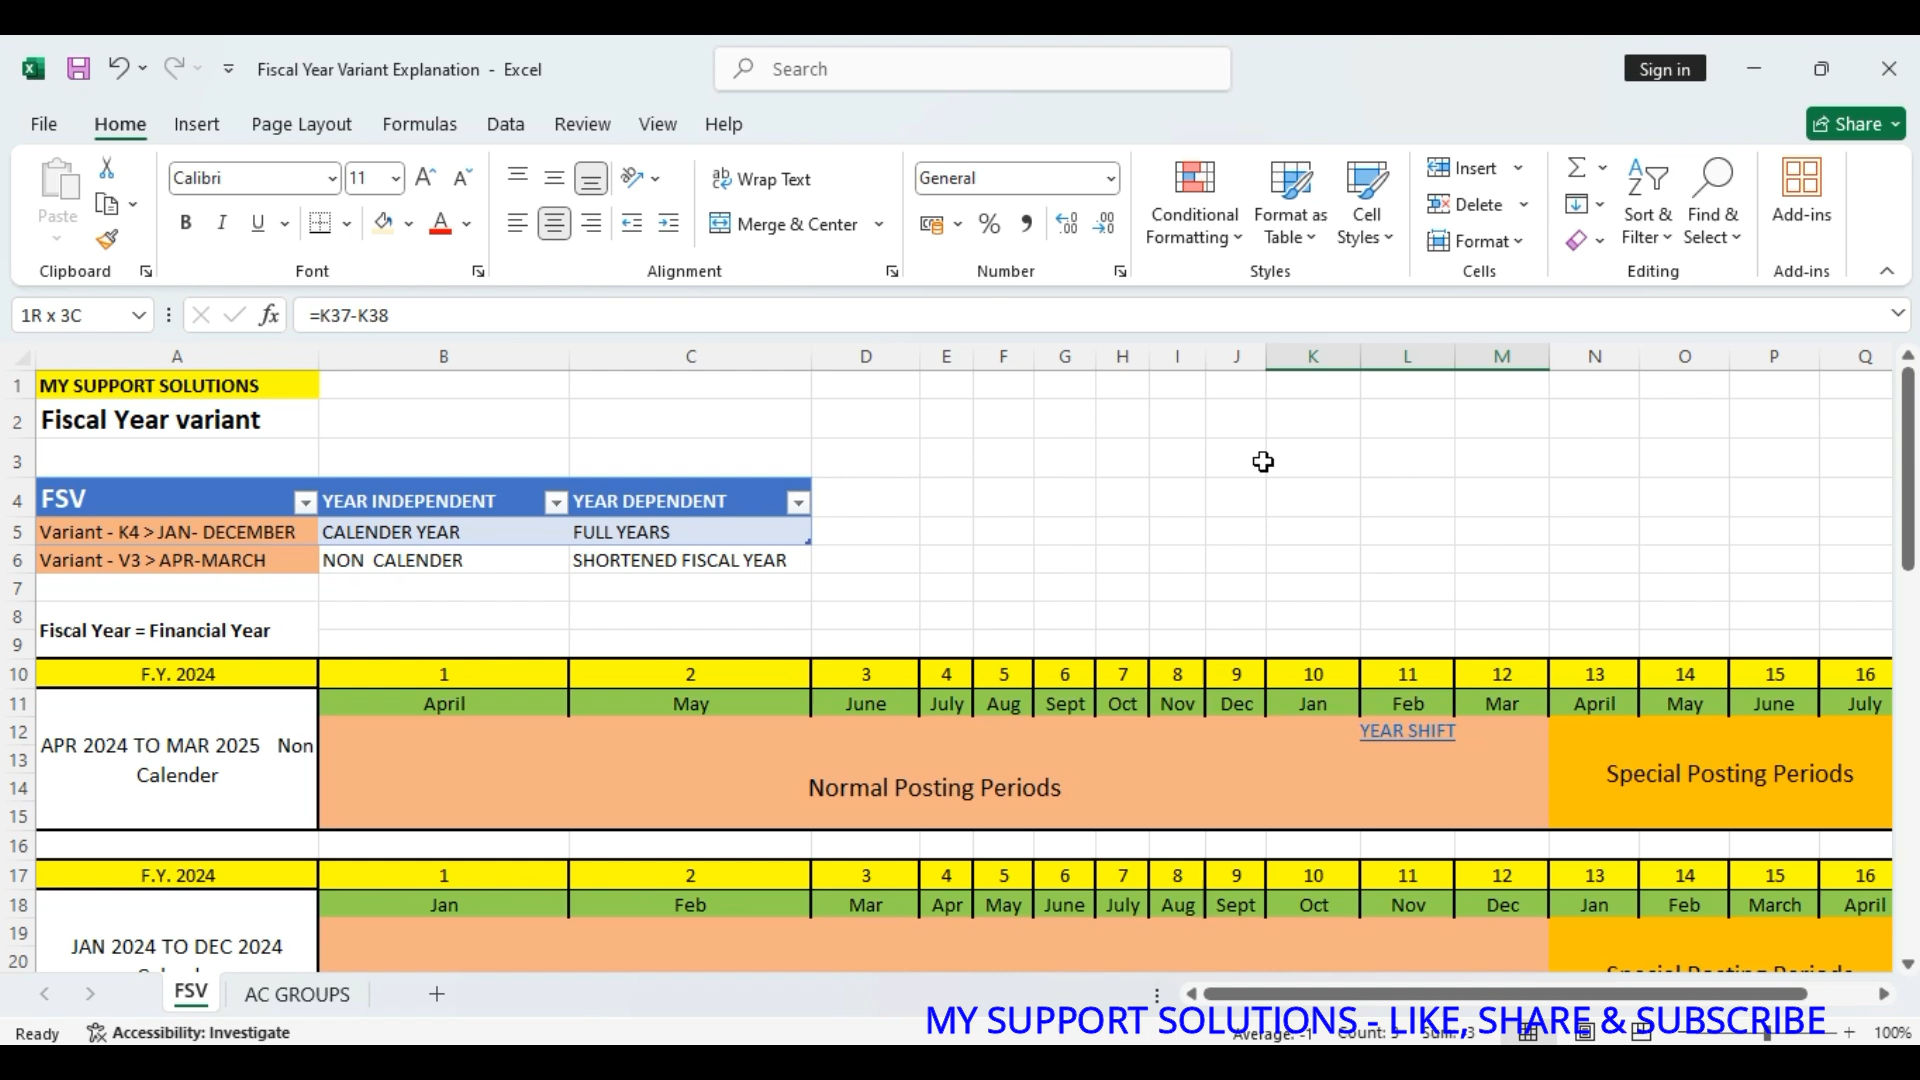 Fiscal Year Variant Explanation - Excel
Search
Sign in
File Home Insert Page Layout Formulas Data Review View Help
Share
Paste
Calibri
11
Wrap Text
General
Conditional Formatting
Format as Table
Cell Styles
Insert
Delete
Format
Sort & Filter
Find & Select
Add-ins
B I U
Merge & Center
Clipboard Font Alignment Number Styles Cells Editing Add-ins
1R x 3C
fx
=K37-K38
A B C D E F G H I J K L M N O P Q
1 MY SUPPORT SOLUTIONS
2 Fiscal Year variant
3
4 FSV YEAR INDEPENDENT YEAR DEPENDENT
5 Variant - K4 > JAN- DECEMBER CALENDER YEAR FULL YEARS
6 Variant - V3 > APR-MARCH NON CALENDER SHORTENED FISCAL YEAR
7
8
Fiscal Year = Financial Year
9
10 F.Y. 2024 1 2 3 4 5 6 7 8 9 10 11 12 13 14 15 16
11 April May June July Aug Sept Oct Nov Dec Jan Feb Mar April May June July
12 YEAR SHIFT
APR 2024 TO MAR 2025 Non
13
Calender
Special Posting Periods
14 Normal Posting Periods
15
16
17 F.Y. 2024 1 2 3 4 5 6 7 8 9 10 11 12 13 14 15 16
18 Jan Feb Mar Apr May June July Aug Sept Oct Nov Dec Jan Feb March April
19
JAN 2024 TO DEC 2024
20
FSV AC GROUPS
MY SUPPORT SOLUTIONS - LIKE, SHARE & SUBSCRIBE
Ready Accessibility: Investigate Average: -1 100%